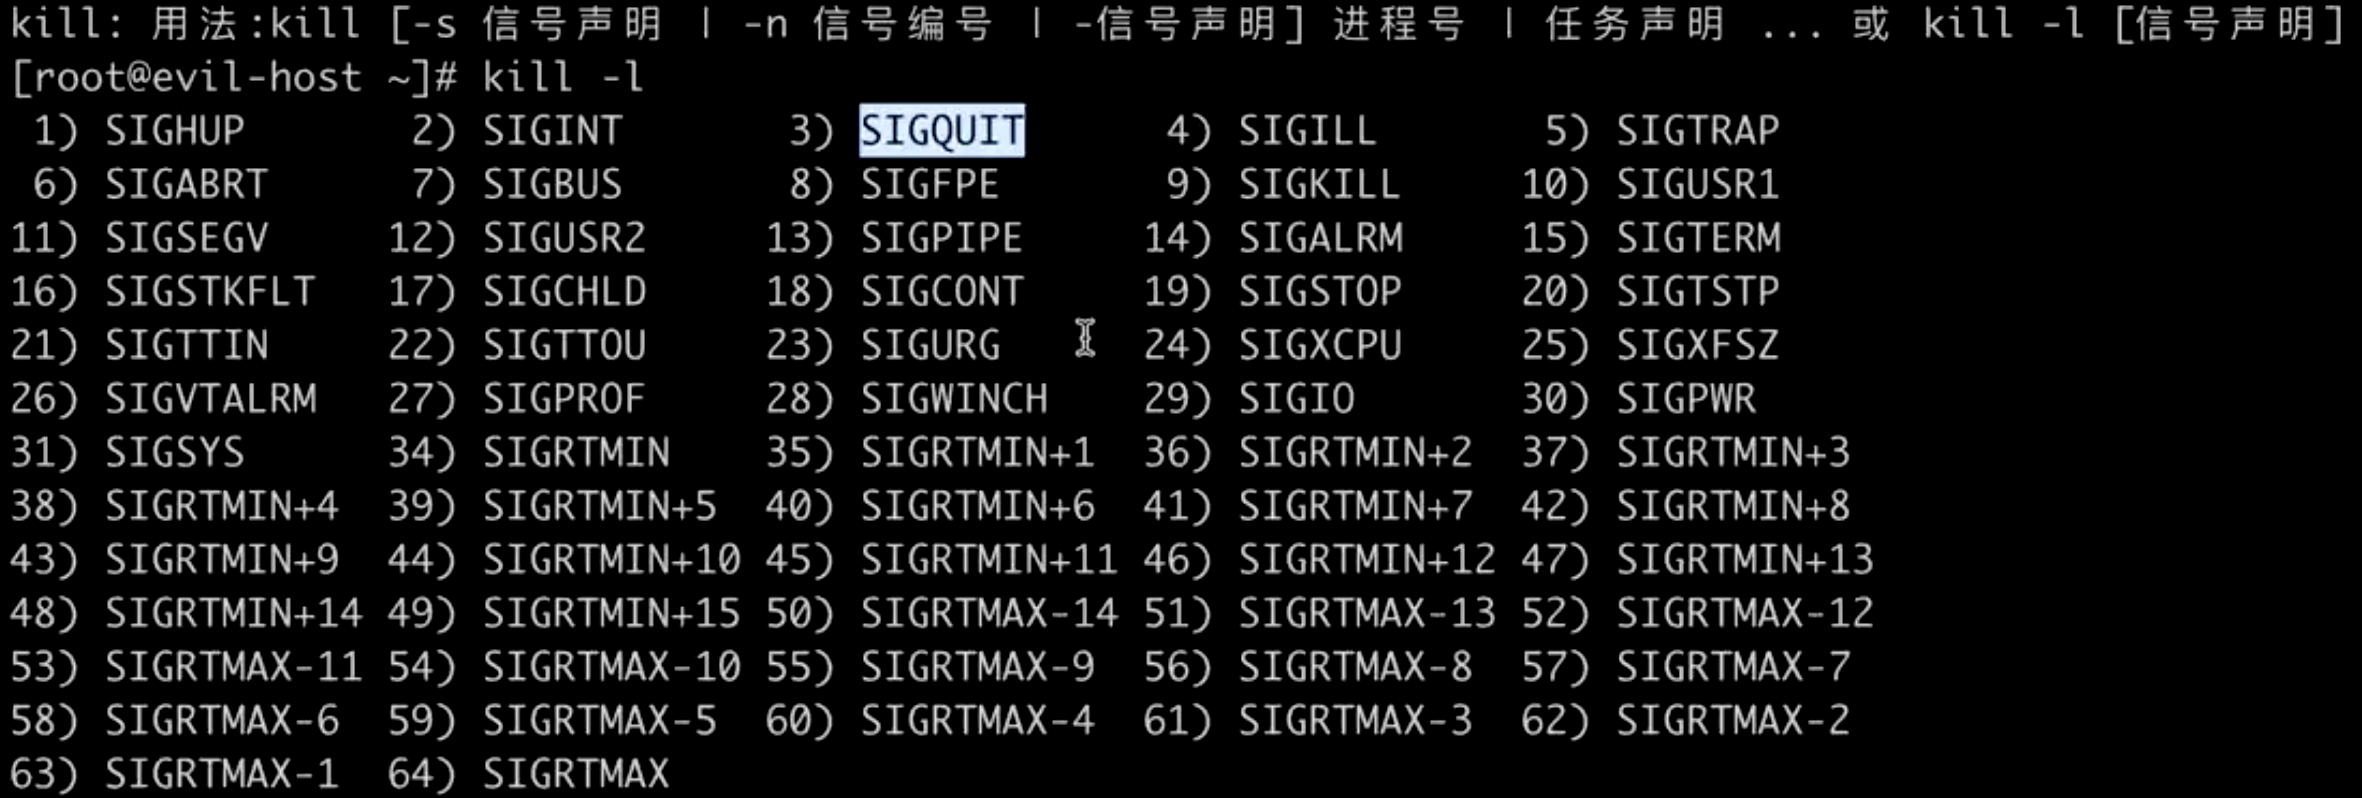 kill: 用法:kill [-s 信号声明 | -n 信号编号 | -信号声明] 进程号 | 任务声明 ... 或 kill -l [信号声明]
[root@evil-host ~]# kill -l
 1) SIGHUP       2) SIGINT       3) SIGQUIT      4) SIGILL       5) SIGTRAP
 6) SIGABRT      7) SIGBUS       8) SIGFPE       9) SIGKILL     10) SIGUSR1
11) SIGSEGV     12) SIGUSR2     13) SIGPIPE     14) SIGALRM     15) SIGTERM
16) SIGSTKFLT   17) SIGCHLD     18) SIGCONT     19) SIGSTOP     20) SIGTSTP
21) SIGTTIN     22) SIGTTOU     23) SIGURG      24) SIGXCPU     25) SIGXFSZ
26) SIGVTALRM   27) SIGPROF     28) SIGWINCH    29) SIGIO       30) SIGPWR
31) SIGSYS      34) SIGRTMIN    35) SIGRTMIN+1  36) SIGRTMIN+2  37) SIGRTMIN+3
38) SIGRTMIN+4  39) SIGRTMIN+5  40) SIGRTMIN+6  41) SIGRTMIN+7  42) SIGRTMIN+8
43) SIGRTMIN+9  44) SIGRTMIN+10 45) SIGRTMIN+11 46) SIGRTMIN+12 47) SIGRTMIN+13
48) SIGRTMIN+14 49) SIGRTMIN+15 50) SIGRTMAX-14 51) SIGRTMAX-13 52) SIGRTMAX-12
53) SIGRTMAX-11 54) SIGRTMAX-10 55) SIGRTMAX-9  56) SIGRTMAX-8  57) SIGRTMAX-7
58) SIGRTMAX-6  59) SIGRTMAX-5  60) SIGRTMAX-4  61) SIGRTMAX-3  62) SIGRTMAX-2
63) SIGRTMAX-1  64) SIGRTMAX